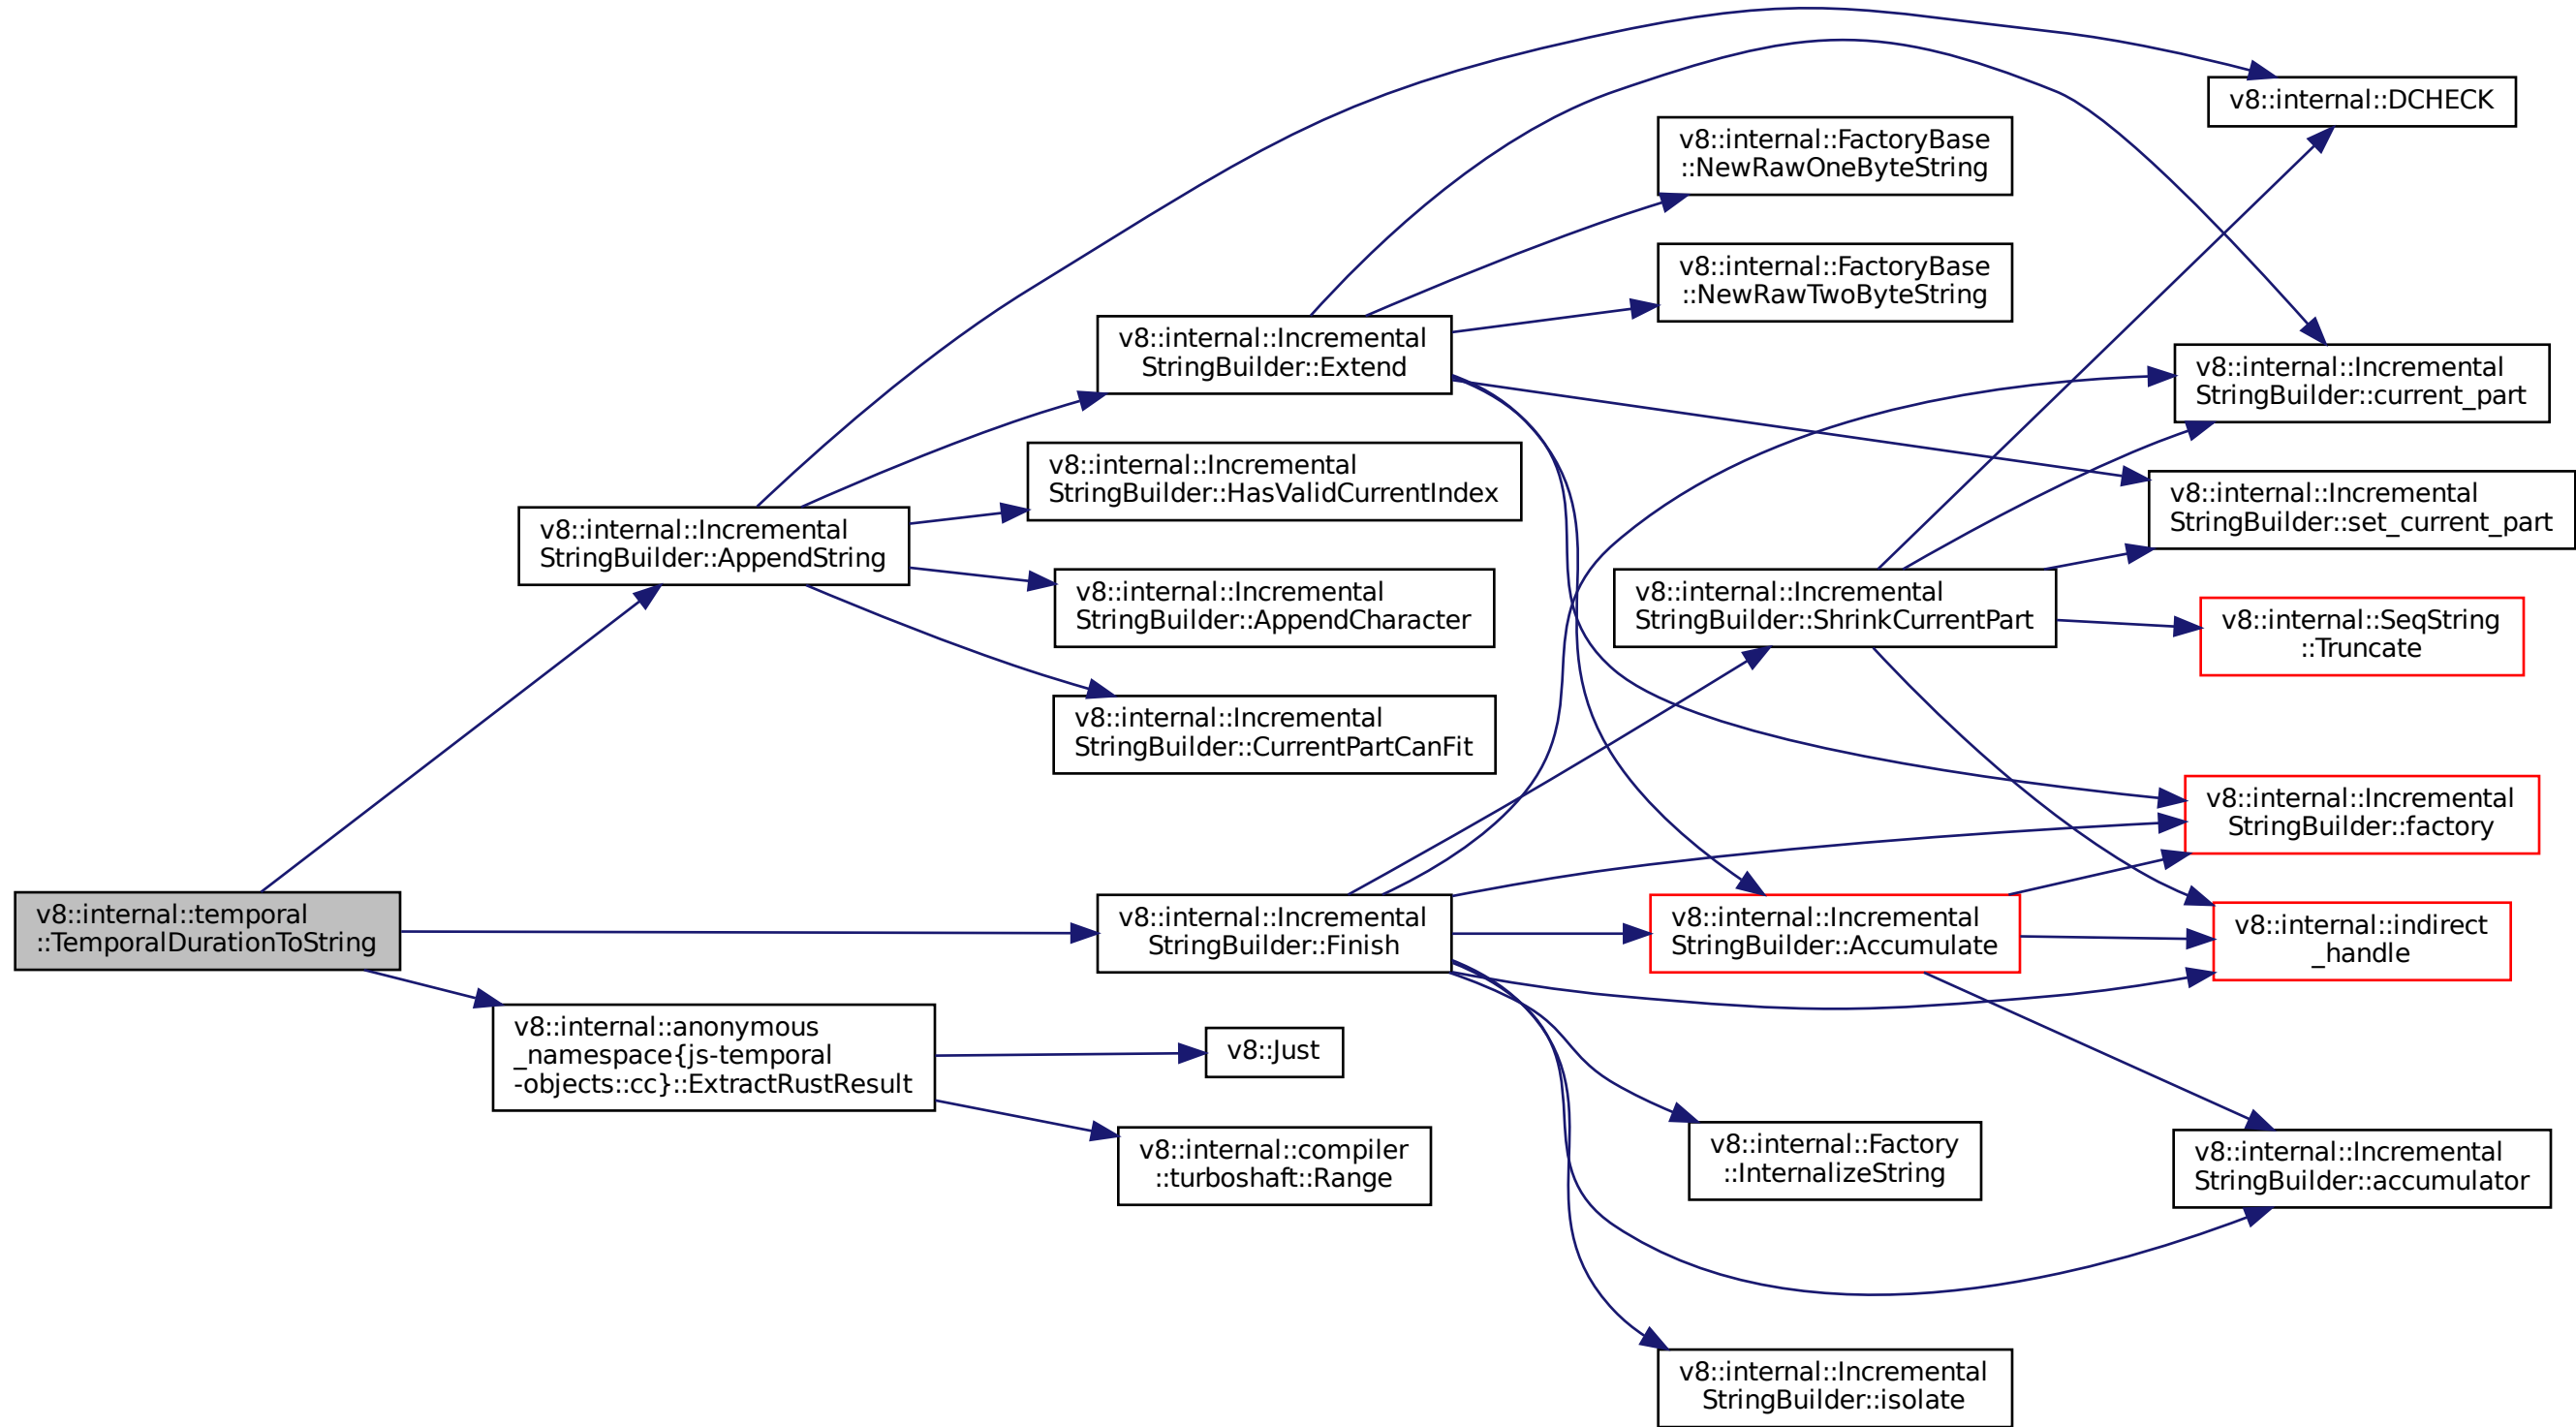 v8::internal::DCHECK
v8::internal::FactoryBase
::NewRawOneByteString
v8::internal::FactoryBase
::NewRawTwoByteString
v8::internal::Incremental
StringBuilder::Extend
v8::internal::Incremental
StringBuilder::current_part
v8::internal::Incremental
StringBuilder::HasValidCurrentIndex
v8::internal::Incremental
StringBuilder::set_current_part
v8::internal::Incremental
StringBuilder::AppendString
v8::internal::Incremental
StringBuilder::AppendCharacter
v8::internal::Incremental
StringBuilder::ShrinkCurrentPart
v8::internal::SeqString
::Truncate
v8::internal::Incremental
StringBuilder::CurrentPartCanFit
v8::internal::Incremental
StringBuilder::factory
v8::internal::temporal
::TemporalDurationToString
v8::internal::Incremental
StringBuilder::Finish
v8::internal::Incremental
StringBuilder::Accumulate
v8::internal::indirect
_handle
v8::internal::anonymous
_namespace{js-temporal
-objects::cc}::ExtractRustResult
v8::Just
v8::internal::compiler
::turboshaft::Range
v8::internal::Factory
::InternalizeString
v8::internal::Incremental
StringBuilder::accumulator
v8::internal::Incremental
StringBuilder::isolate